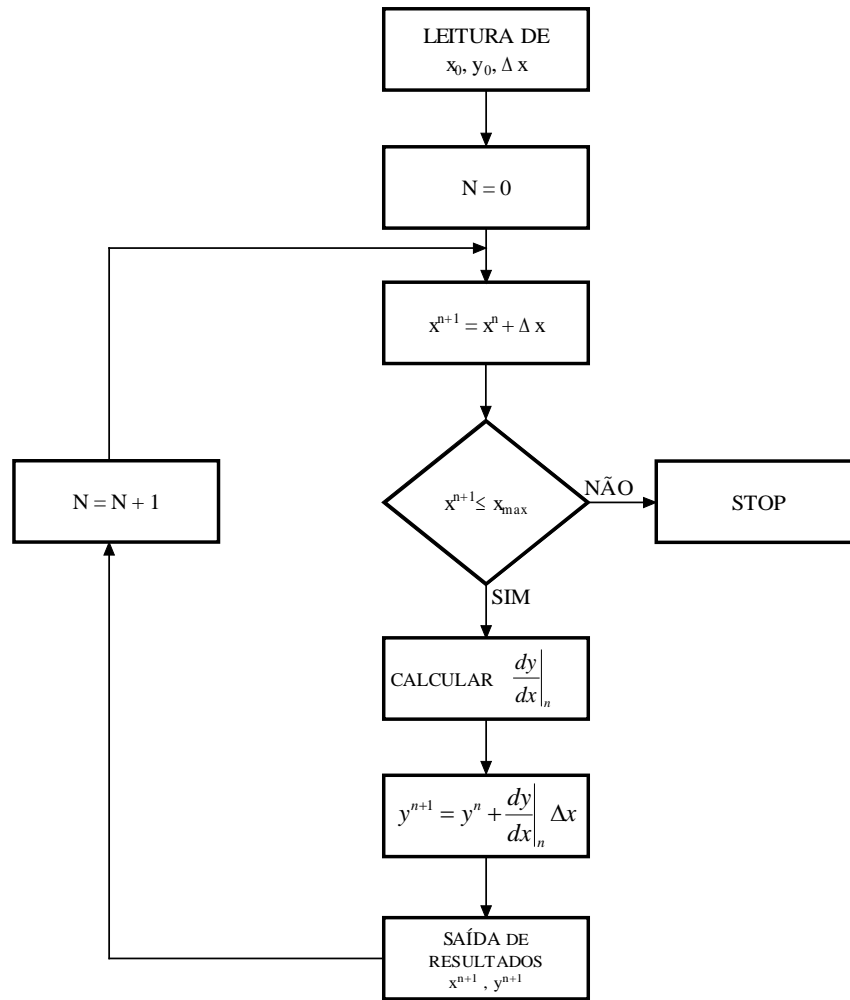 LEITURA DE
x₀, y₀, Δ x
N = 0
xⁿ⁺¹ = xⁿ + Δ x
xⁿ⁺¹ ≤ x_max
NÃO
STOP
N = N + 1
SIM
CALCULAR dy/dx|ₙ
yⁿ⁺¹ = yⁿ + dy/dx|ₙ Δx
SAÍDA DE
RESULTADOS
xⁿ⁺¹ , yⁿ⁺¹